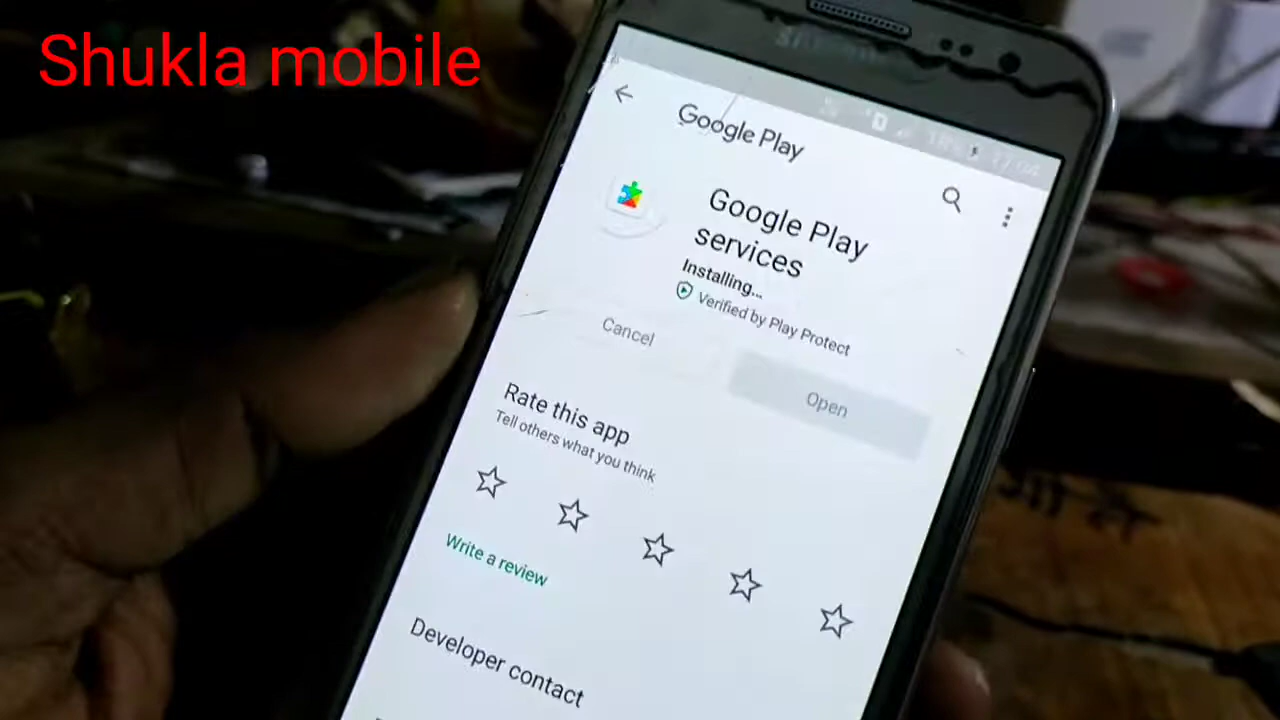 Shukla mobile
Google Play
Google Play
services
Installing...
Verified by Play Protect
Cancel
Open
Rate this app
Tell others what you think
Write a review
Developer contact